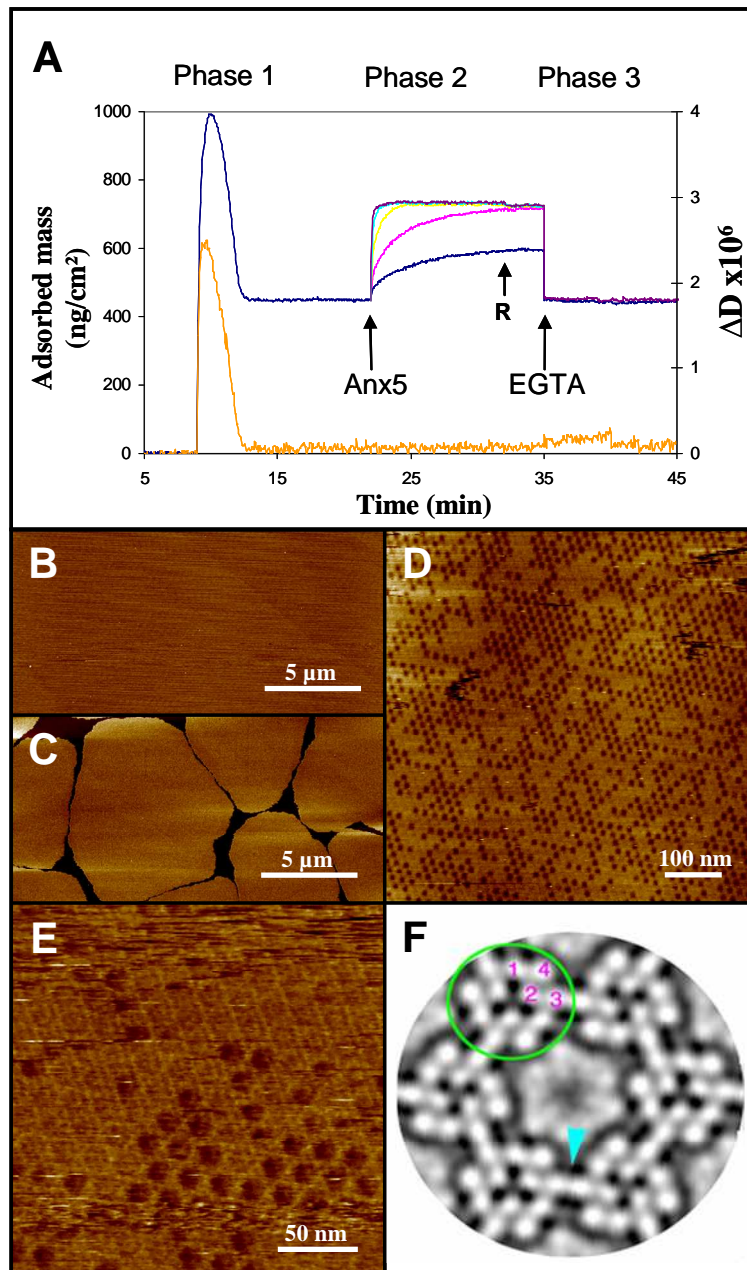 A
Phase 1 Phase 2 Phase 3
1000
800
600
400
200
0
4
3
2
1
0
Adsorbed mass
(ng/cm²)
ΔD x10⁶
R
Anx5
EGTA
5 15 25 35 45
Time (min)
B
5 µm
C
5 µm
D
100 nm
E
50 nm
F
1 4
2 3